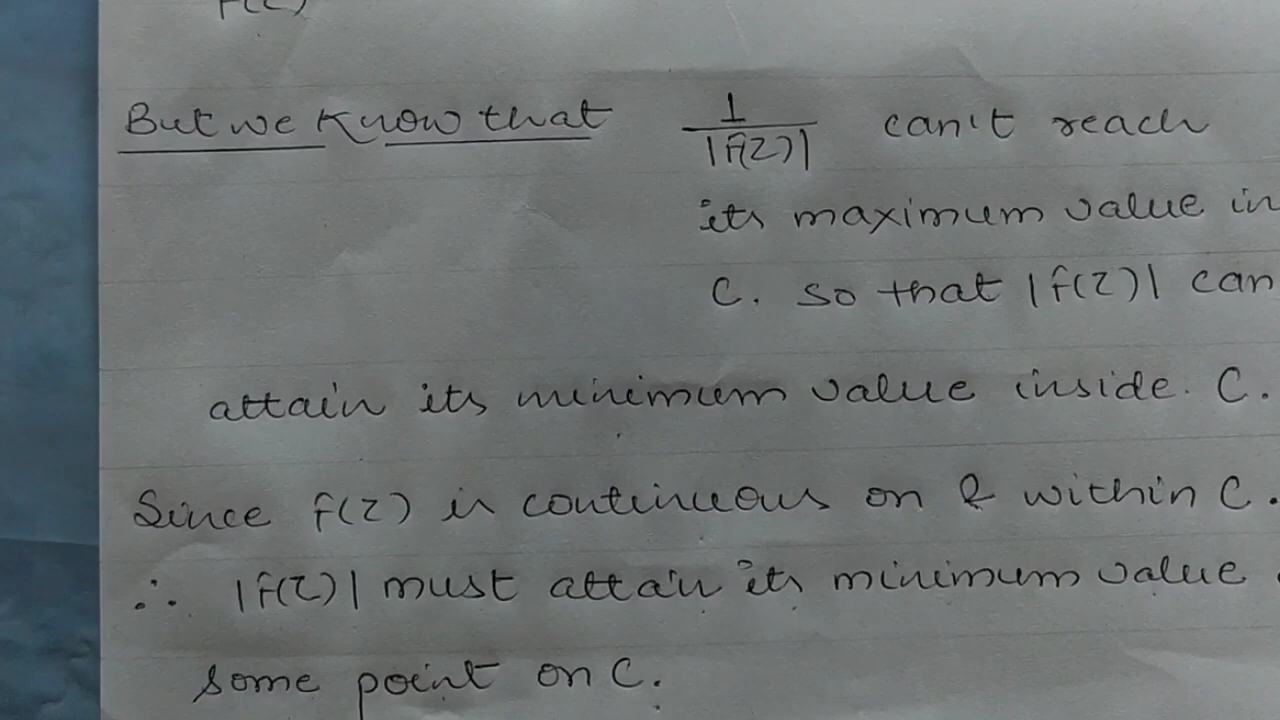 But we know that 1/|f(z)| can't reach
its maximum value in
C. so that |f(z)| can
attain its minimum value inside. C.
Since f(z) is continuous on & within C.
∴ |f(z)| must attain its minimum value
some point on C.